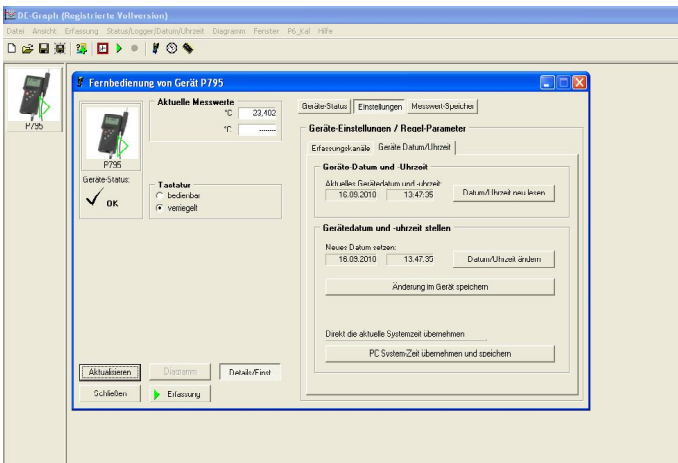 DE-Graph (Registrierte Vollversion)
Datei Ansicht Erfassung Status/Logger/Datum/Uhrzeit Diagramm Fenster P6_Kal Hilfe
P795
Fernbedienung von Gerät P795
P795
Geräte-Status:
OK
Aktuelle Messwerte
°C 23,402
°C --------
Tastatur
bedienbar
verriegelt
Aktualisieren
Diagramm
Details/Einst
Schließen
Erfassung
Geräte-Status Einstellungen Messwert-Speicher
Geräte-Einstellungen / Regel-Parameter
Erfassungskanäle Geräte Datum/Uhrzeit
Geräte-Datum und -Uhrzeit
Aktuelles Gerätedatum und -uhrzeit:
16.09.2010 13:47:35 Datum/Uhrzeit neu lesen
Gerätedatum und -uhrzeit stellen
Neues Datum setzen:
16.09.2010 13.47.35 Datum/Uhrzeit ändern
Änderung im Gerät speichern
Direkt die aktuelle Systemzeit übernehmen
PC System-Zeit übernehmen und speichern